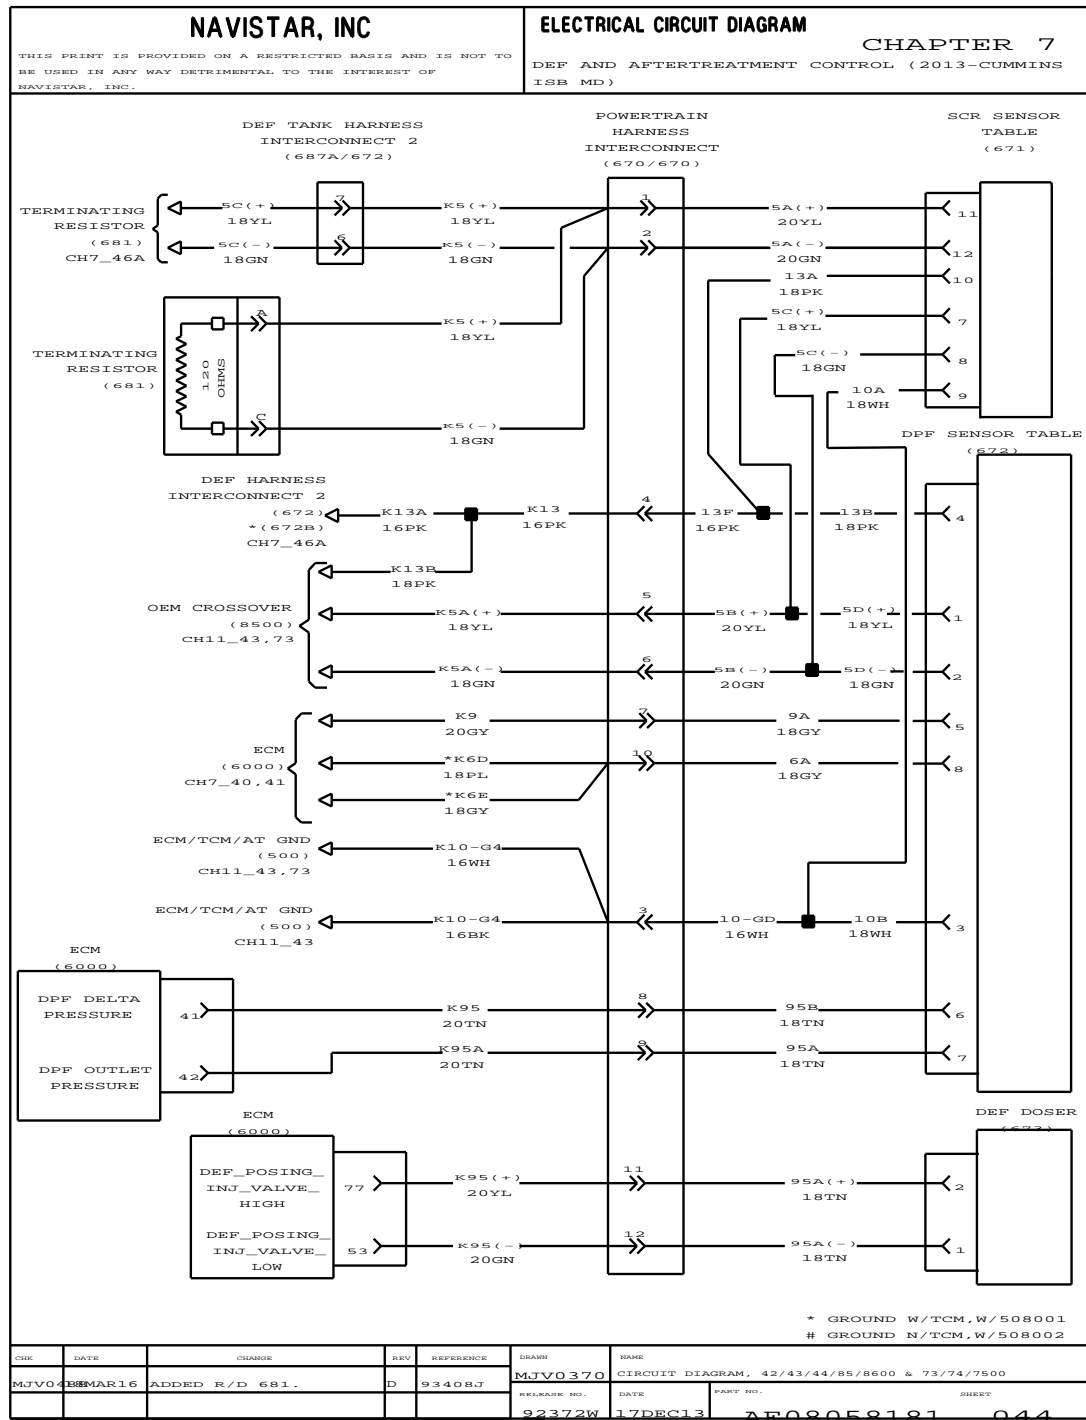 NAVISTAR, INC
THIS PRINT IS PROVIDED ON A RESTRICTED BASIS AND IS NOT TO
BE USED IN ANY WAY DETRIMENTAL TO THE INTEREST OF
NAVISTAR, INC.
ELECTRICAL CIRCUIT DIAGRAM
CHAPTER 7
DEF AND AFTERTREATMENT CONTROL (2013-CUMMINS
ISB MD)
DEF TANK HARNESS
INTERCONNECT 2
(687A/672)
POWERTRAIN
HARNESS
INTERCONNECT
(670/670)
SCR SENSOR
TABLE
(671)
TERMINATING
RESISTOR
(681)
CH7_46A
5C(+)
18YL
7
K5(+)
18YL
1
5A(+)
20YL
11
5C(-)
18GN
6
K5(-)
18GN
2
5A(-)
20GN
12
13A
18PK
10
5C(+)
18YL
7
5C(-)
18GN
8
10A
18WH
9
TERMINATING
RESISTOR
(681)
120
OHMS
A
K5(+)
18YL
C
K5(-)
18GN
DPF SENSOR TABLE
(672)
DEF HARNESS
INTERCONNECT 2
(672)
*(672B)
CH7_46A
K13A
16PK
K13
16PK
4
13F
16PK
13B
18PK
4
K13B
18PK
OEM CROSSOVER
(8500)
CH11_43,73
K5A(+)
18YL
5
5B(+)
20YL
5D(+)
18YL
1
K5A(-)
18GN
6
5B(-)
20GN
5D(-)
18GN
2
ECM
(6000)
CH7_40,41
K9
20GY
7
9A
18GY
5
*K6D
18PL
10
6A
18GY
8
*K6E
18GY
ECM/TCM/AT GND
(500)
CH11_43,73
K10-G4
16WH
ECM/TCM/AT GND
(500)
CH11_43
K10-G4
16BK
3
10-GD
16WH
10B
18WH
3
ECM
(6000)
DPF DELTA
PRESSURE
41
K95
20TN
8
95B
18TN
6
DPF OUTLET
PRESSURE
42
K95A
20TN
9
95A
18TN
7
ECM
(6000)
DEF DOSER
(673)
DEF_POSING_
INJ_VALVE_
HIGH
77
K95(+)
20YL
11
95A(+)
18TN
2
DEF_POSING_
INJ_VALVE_
LOW
53
K95(-)
20GN
12
95A(-)
18TN
1
* GROUND W/TCM,W/508001
# GROUND N/TCM,W/508002
CHK DATE CHANGE REV REFERENCE
ADDED R/D 681. D 93408J
DRAWN
MJV0370
NAME
CIRCUIT DIAGRAM, 42/43/44/85/8600 & 73/74/7500
RELEASE NO.
92372W
DATE
17DEC13
PART NO.
AF08058181
SHEET
044